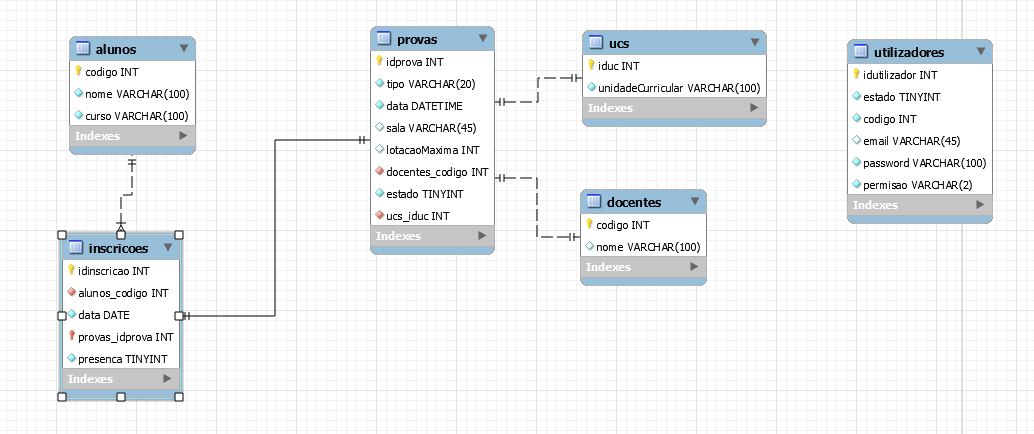 alunos
codigo INT
nome VARCHAR(100)
curso VARCHAR(100)
Indexes
inscricoes
idinscricao INT
alunos_codigo INT
data DATE
provas_idprova INT
presenca TINYINT
Indexes
provas
idprova INT
tipo VARCHAR(20)
data DATETIME
sala VARCHAR(45)
lotacaoMaxima INT
docentes_codigo INT
estado TINYINT
ucs_iduc INT
Indexes
ucs
iduc INT
unidadeCurricular VARCHAR(100)
Indexes
docentes
codigo INT
nome VARCHAR(100)
Indexes
utilizadores
idutilizador INT
estado TINYINT
codigo INT
email VARCHAR(45)
password VARCHAR(100)
permisao VARCHAR(2)
Indexes